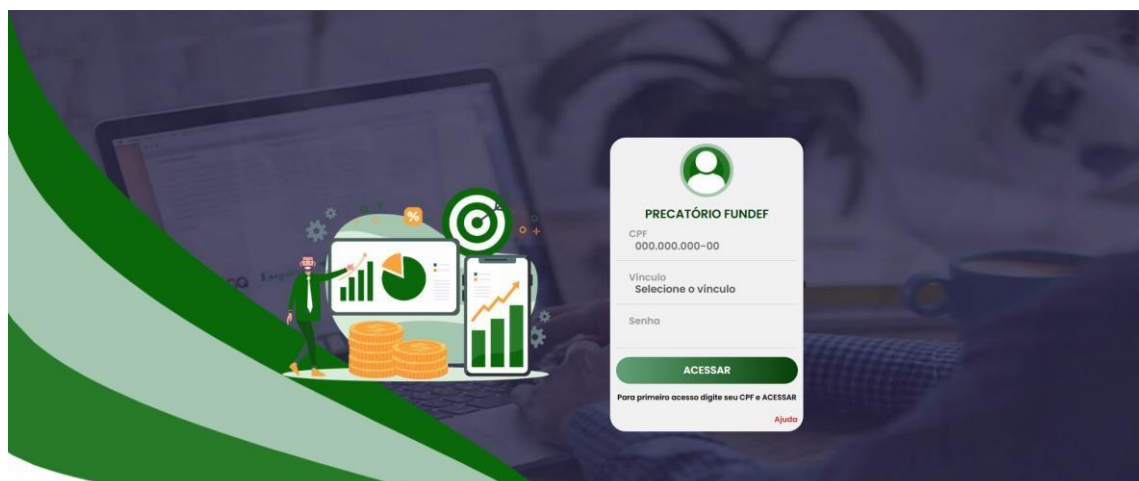 %
PRECATÓRIO FUNDEF
CPF
000.000.000-00
Vínculo
Selecione o vínculo
Senha
ACESSAR
Para primeiro acesso digite seu CPF e ACESSAR
Ajuda